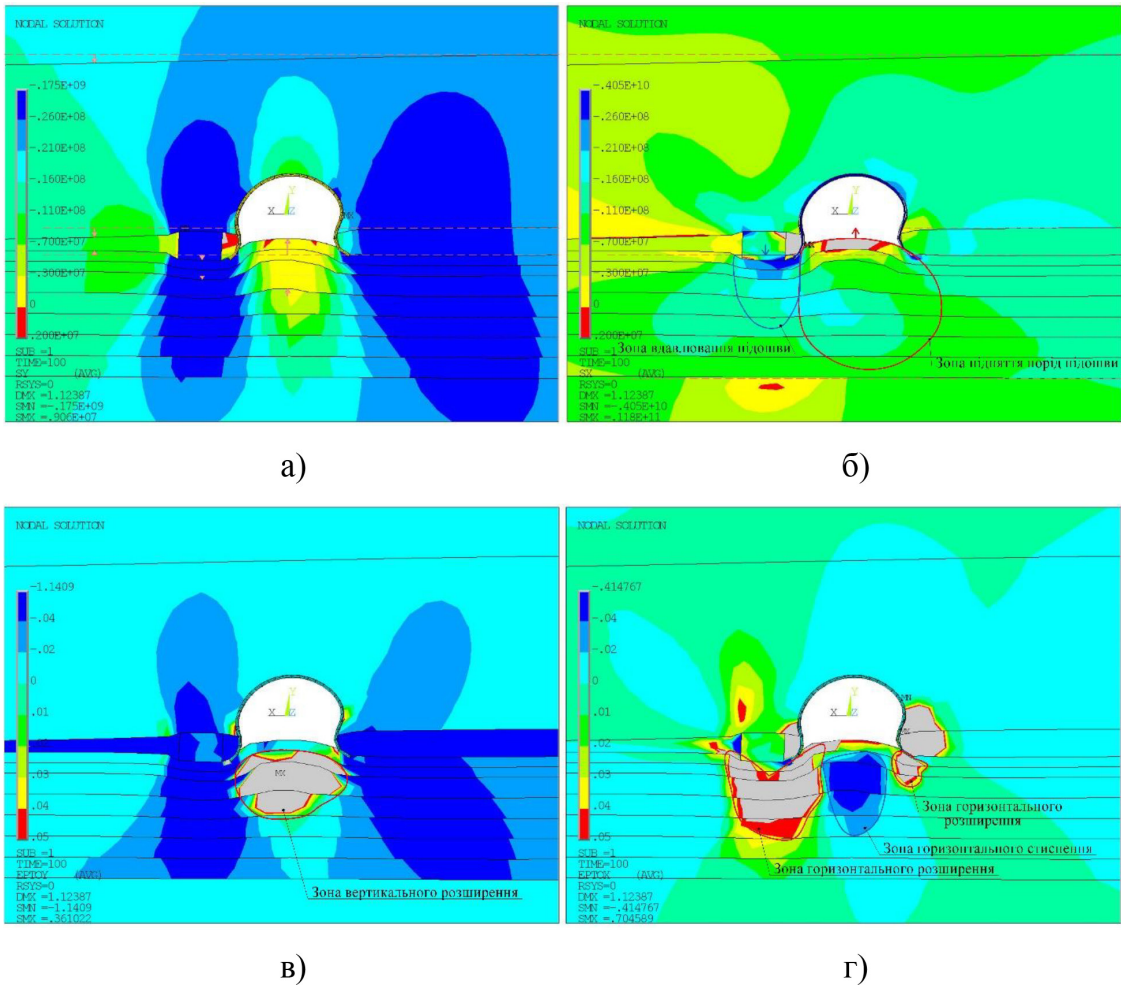 NODAL SOLUTION
-.175E+09
-.260E+08
-.210E+08
-.160E+08
-.110E+08
-.700E+07
-.300E+07
0
.200E+07
SUB =1
TIME=100
SY (AVG)
RSYS=0
DMX =1.12387
SMN =-.175E+09
SMX =.906E+07
Y
X
Z
MX
а)
NODAL SOLUTION
-.405E+10
-.260E+08
-.210E+08
-.160E+08
-.110E+08
-.700E+07
-.300E+07
0
.200E+07
SUB =1
TIME=100
SX (AVG)
RSYS=0
DMX =1.12387
SMN =-.405E+10
SMX =.118E+11
Y
X
Z
Зона вдавлювання підошви
Зона підняття порід підошви
б)
NODAL SOLUTION
-1.1409
-.04
-.02
0
.01
.03
.04
.05
SUB =1
TIME=100
EPTOY (AVG)
RSYS=0
DMX =1.12387
SMN =-1.1409
SMX =.361022
Y
X
Z
MX
Зона вертикального розширення
в)
NODAL SOLUTION
-.414767
-.04
-.02
0
.01
.02
.03
.04
.05
SUB =1
TIME=100
EPTOX (AVG)
RSYS=0
DMX =1.12387
SMN =-.414767
SMX =.704589
Y
X
Z
MN
Зона горизонтального
розширення
Зона горизонтального стиснення
Зона горизонтального розширення
г)